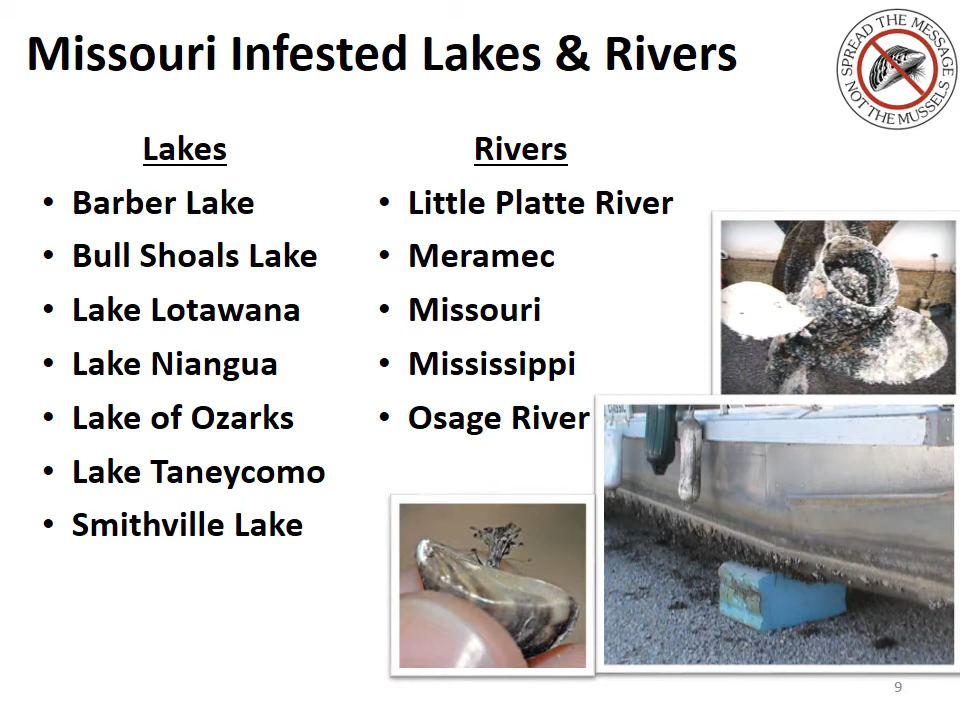 Missouri Infested Lakes & Rivers
SPREAD THE MESSAGE
NOT THE MUSSELS
Lakes
• Barber Lake
• Bull Shoals Lake
• Lake Lotawana
• Lake Niangua
• Lake of Ozarks
• Lake Taneycomo
• Smithville Lake
Rivers
• Little Platte River
• Meramec
• Missouri
• Mississippi
• Osage River
CLASSIC
9